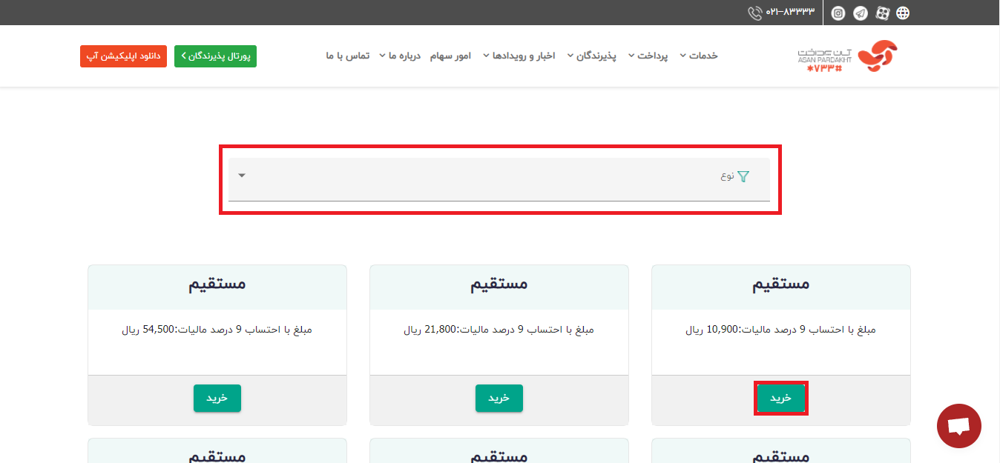 ۰۲۱–۸۳۳۳۳
آسان پرداخت
ASAN PARDAKHT
*۷۳۳#
خدمات
پرداخت
پذیرندگان
اخبار و رویدادها
امور سهام
درباره ما
تماس با ما
پورتال پذیرندگان
دانلود اپلیکیشن آپ
نوع
مستقیم
مبلغ با احتساب 9 درصد مالیات:10,900 ریال
خرید
مستقیم
مبلغ با احتساب 9 درصد مالیات:21,800 ریال
خرید
مستقیم
مبلغ با احتساب 9 درصد مالیات:54,500 ریال
خرید
مستقیم
مستقیم
مستقیم